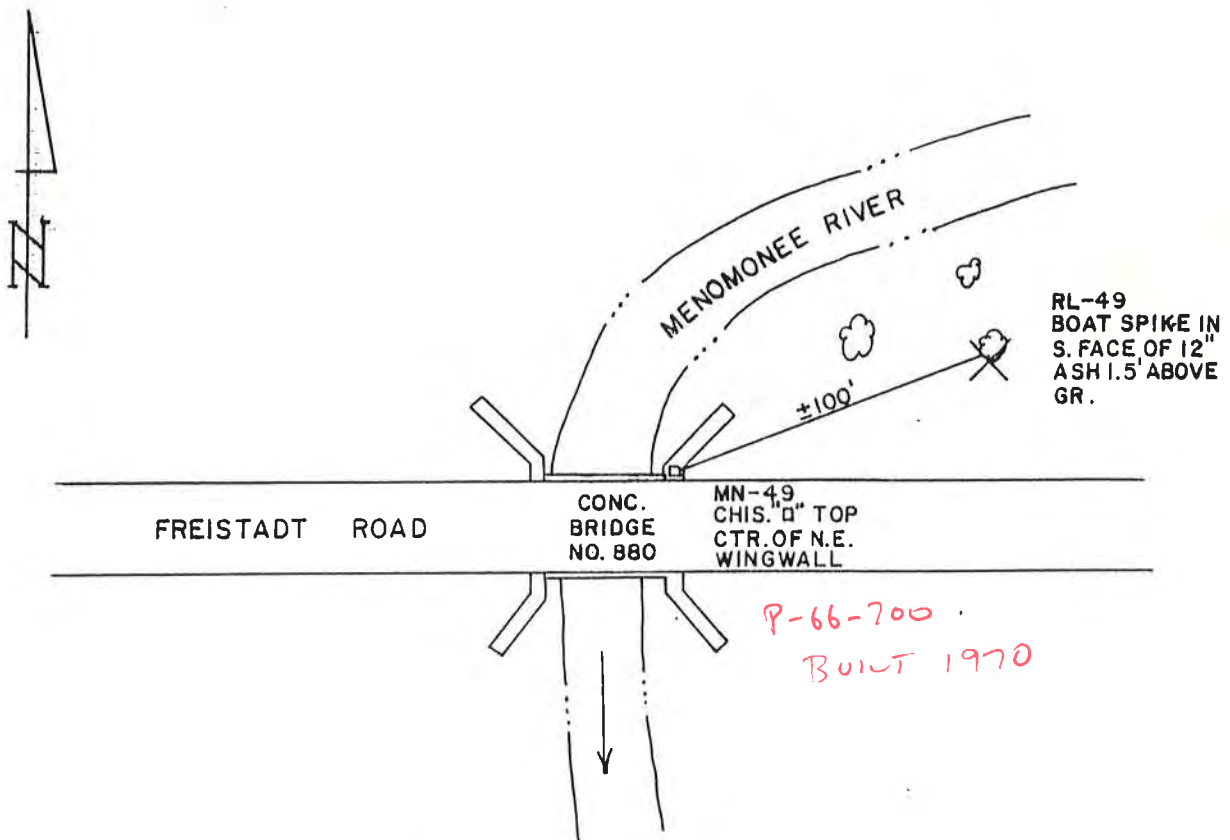 N
MENOMONEE RIVER
RL-49
BOAT SPIKE IN
S. FACE OF 12"
ASH 1.5' ABOVE
GR.
±100'
FREISTADT ROAD
CONC.
BRIDGE
NO. 880
MN-49
CHIS. "□" TOP
CTR. OF N.E.
WINGWALL
P-66-700
BUILT 1970